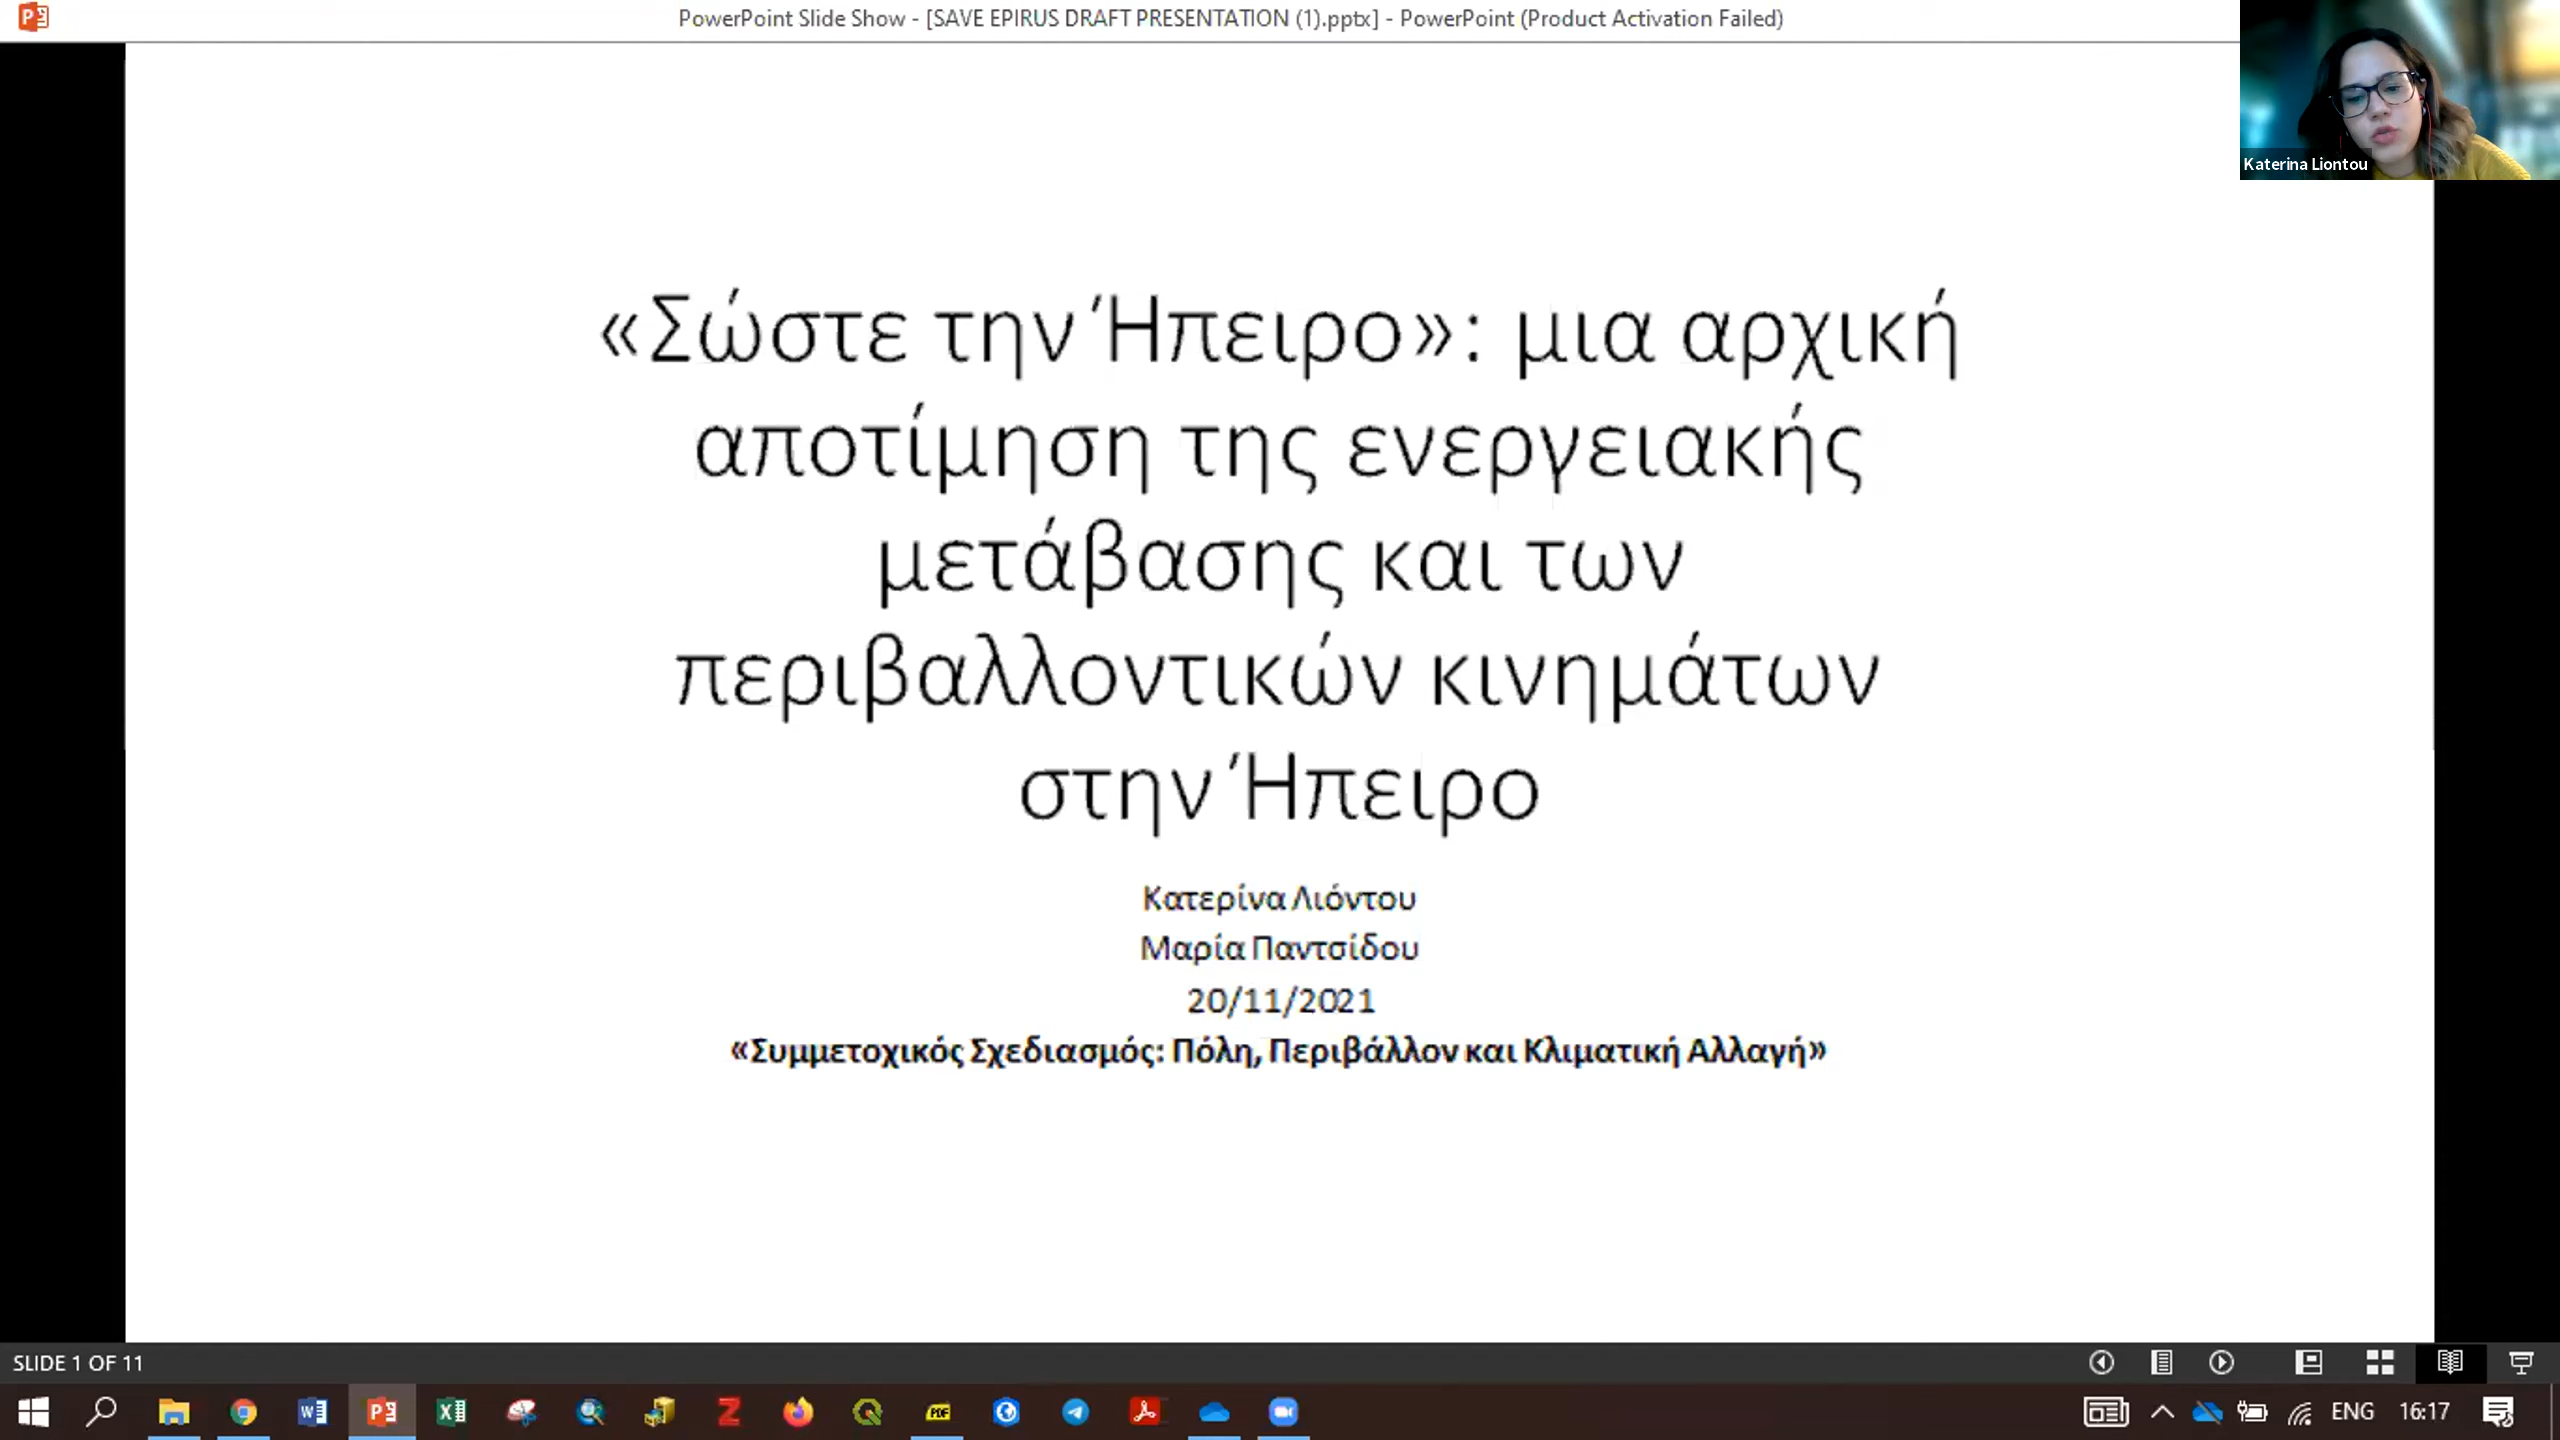 PowerPoint Slide Show - [SAVE EPIRUS DRAFT PRESENTATION (1).pptx] - PowerPoint (Product Activation Failed)
Katerina Liontou
«Σώστε την Ήπειρο»: μια αρχική
αποτίμηση της ενεργειακής
μετάβασης και των
περιβαλλοντικών κινημάτων
στην Ήπειρο
Κατερίνα Λιόντου
Μαρία Παντσίδου
20/11/2021
«Συμμετοχικός Σχεδιασμός: Πόλη, Περιβάλλον και Κλιματική Αλλαγή»
SLIDE 1 OF 11
ENG 16:17